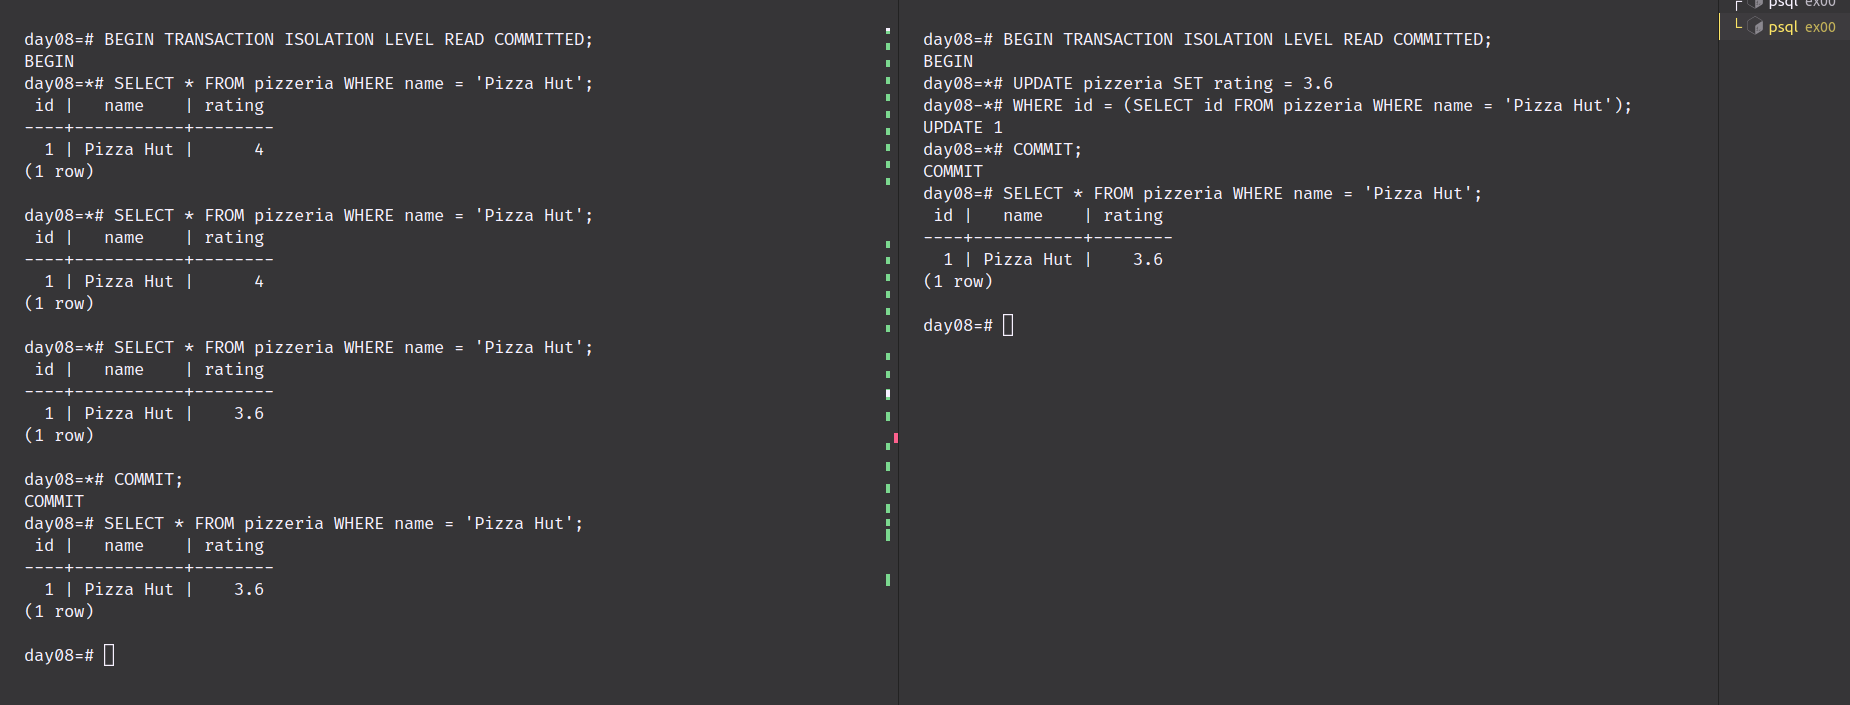 day08=# BEGIN TRANSACTION ISOLATION LEVEL READ COMMITTED;
BEGIN
day08=*# SELECT * FROM pizzeria WHERE name = 'Pizza Hut';
 id |   name    | rating
----+-----------+--------
  1 | Pizza Hut |      4
(1 row)

day08=*# SELECT * FROM pizzeria WHERE name = 'Pizza Hut';
 id |   name    | rating
----+-----------+--------
  1 | Pizza Hut |      4
(1 row)

day08=*# SELECT * FROM pizzeria WHERE name = 'Pizza Hut';
 id |   name    | rating
----+-----------+--------
  1 | Pizza Hut |    3.6
(1 row)

day08=*# COMMIT;
COMMIT
day08=# SELECT * FROM pizzeria WHERE name = 'Pizza Hut';
 id |   name    | rating
----+-----------+--------
  1 | Pizza Hut |    3.6
(1 row)

day08=#
day08=# BEGIN TRANSACTION ISOLATION LEVEL READ COMMITTED;
BEGIN
day08=*# UPDATE pizzeria SET rating = 3.6
day08-*# WHERE id = (SELECT id FROM pizzeria WHERE name = 'Pizza Hut');
UPDATE 1
day08=*# COMMIT;
COMMIT
day08=# SELECT * FROM pizzeria WHERE name = 'Pizza Hut';
 id |   name    | rating
----+-----------+--------
  1 | Pizza Hut |    3.6
(1 row)

day08=#
psql ex00
psql ex00